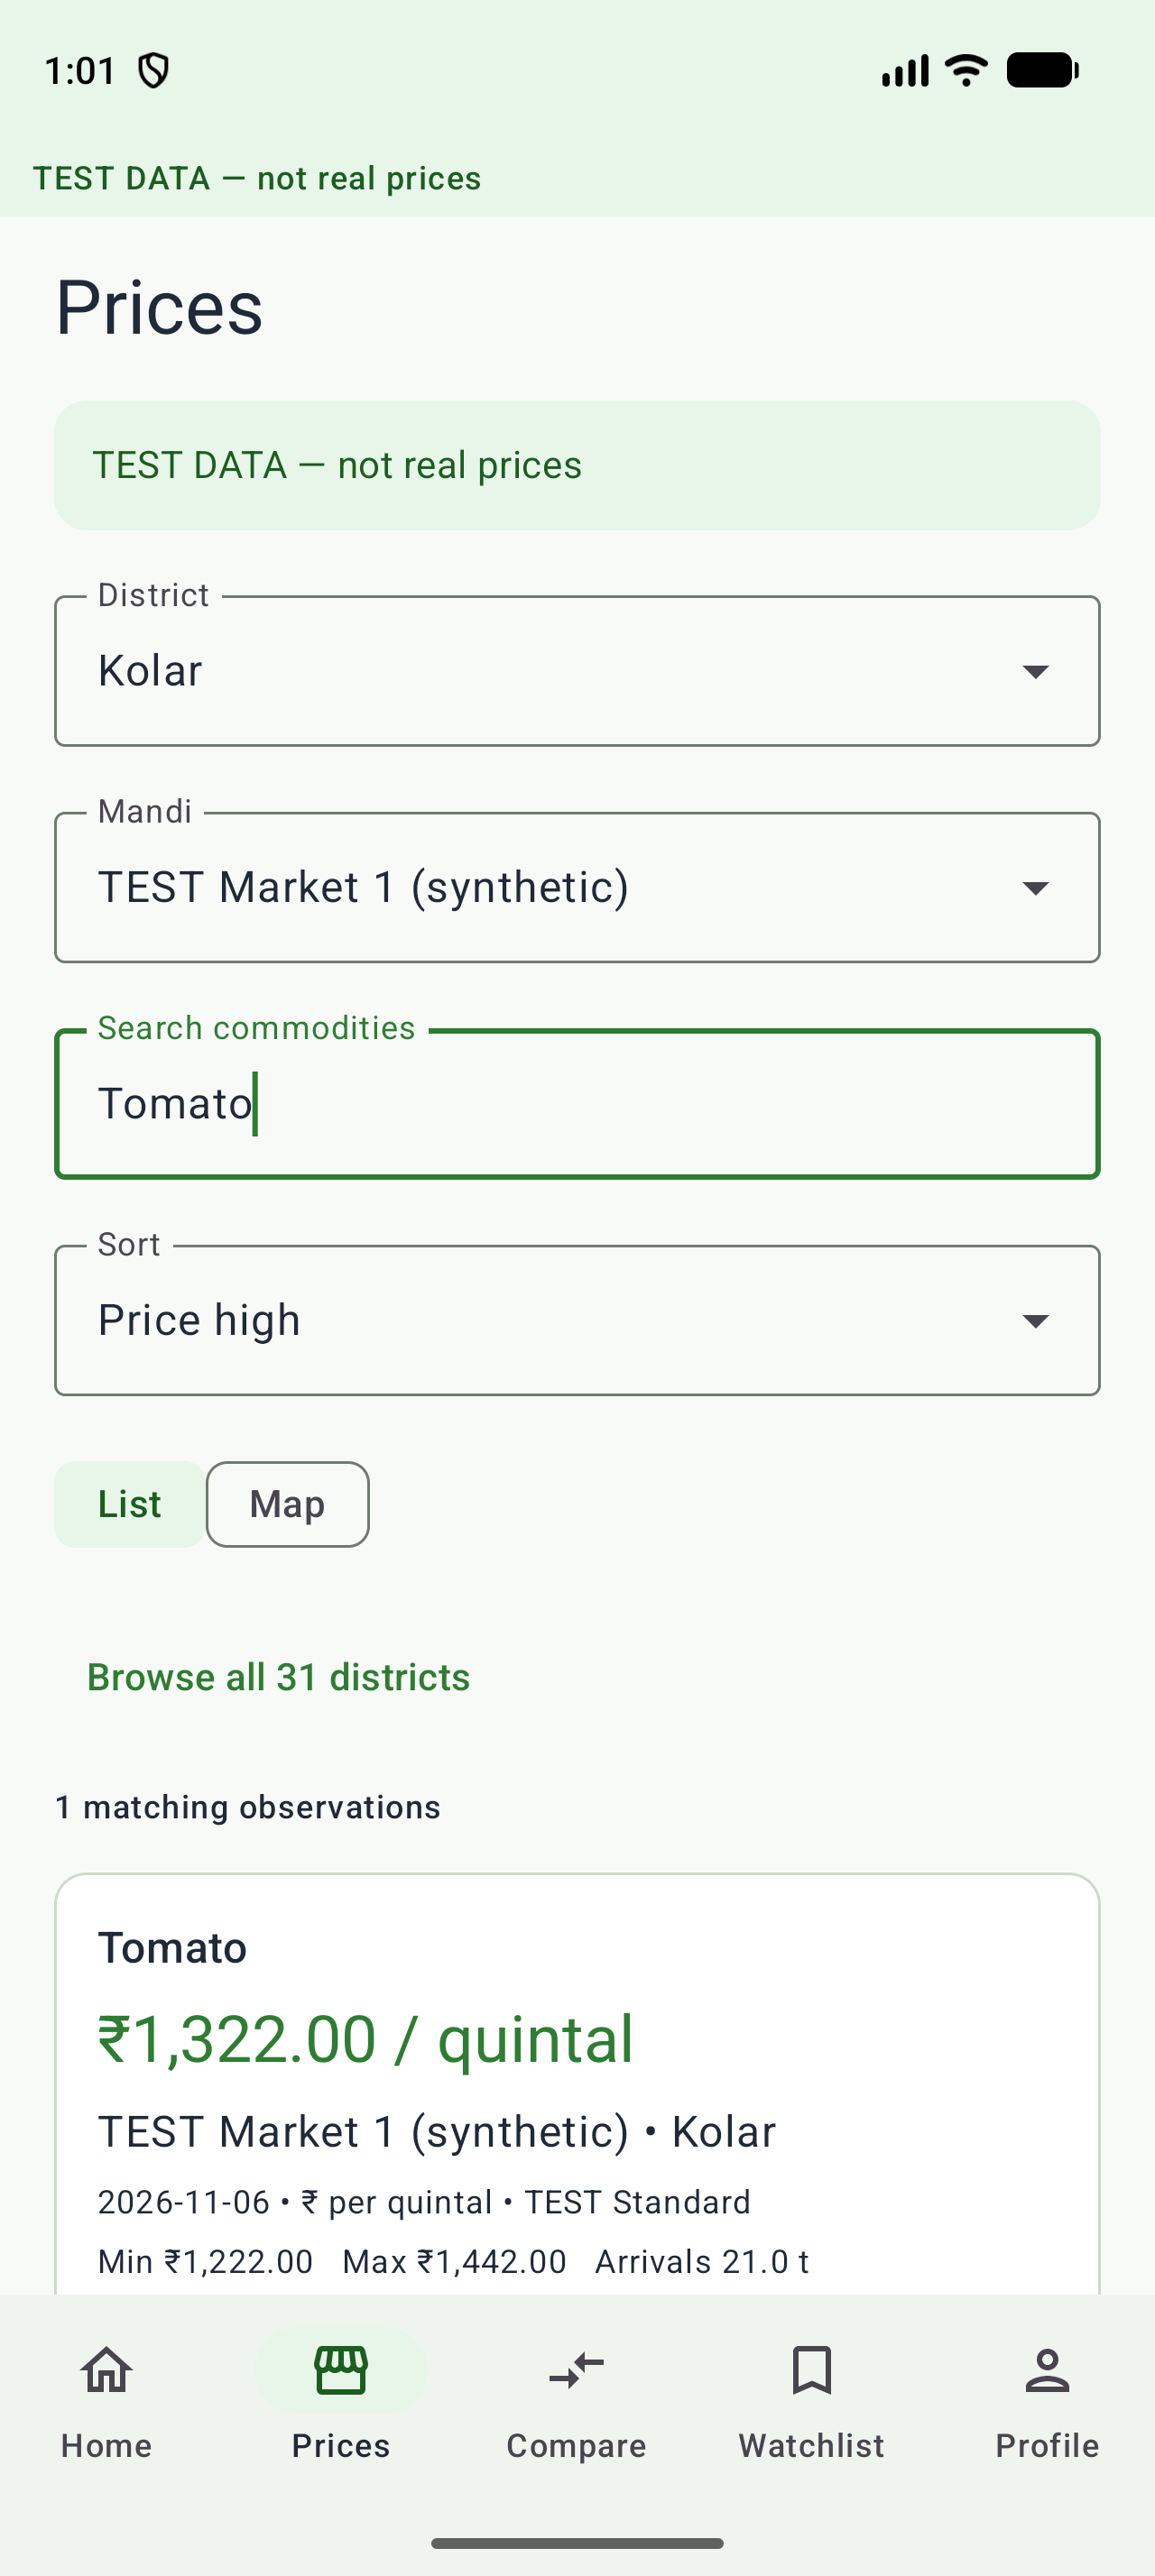 1:01
TEST DATA — not real prices
Prices
TEST DATA — not real prices
District
Kolar
Mandi
TEST Market 1 (synthetic)
Search commodities
Tomato
Sort
Price high
List Map
Browse all 31 districts
1 matching observations
Tomato
₹1,322.00 / quintal
TEST Market 1 (synthetic) • Kolar
2026-11-06 • ₹ per quintal • TEST Standard
Min ₹1,222.00 Max ₹1,442.00 Arrivals 21.0 t
Home Prices Compare Watchlist Profile